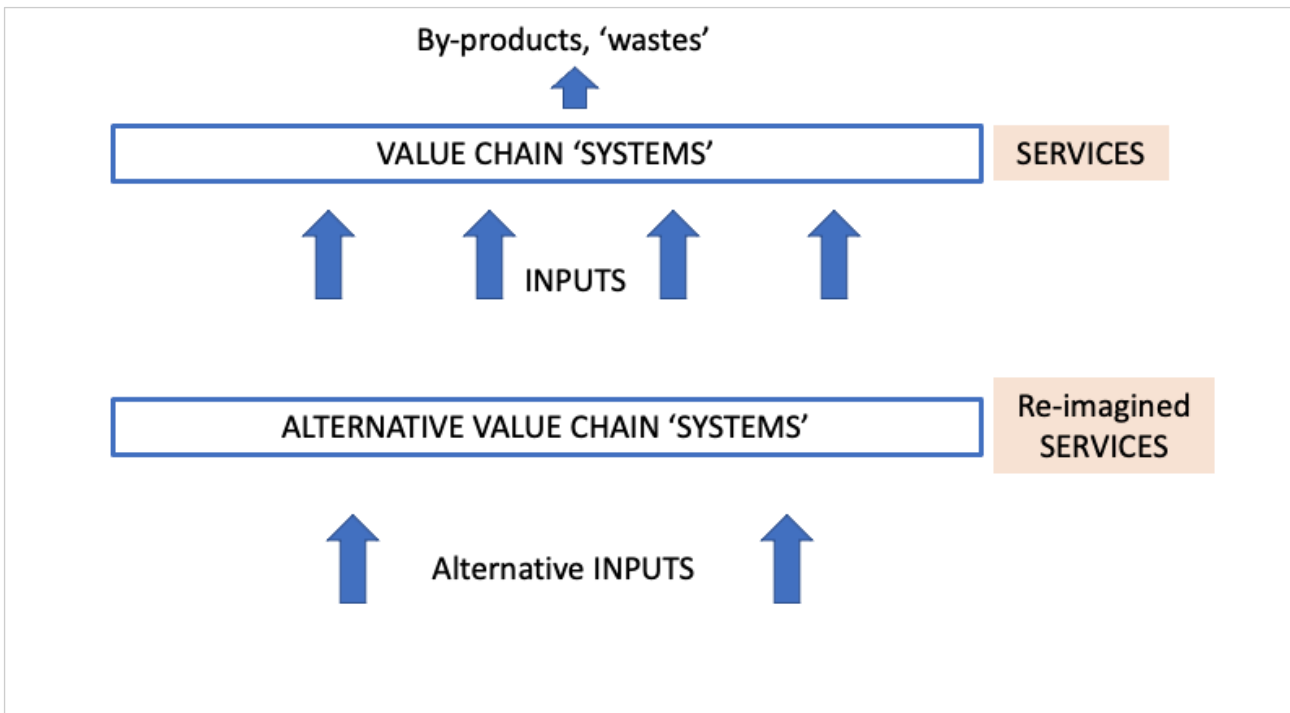 By-products, ‘wastes’
VALUE CHAIN ‘SYSTEMS’
SERVICES
INPUTS
ALTERNATIVE VALUE CHAIN ‘SYSTEMS’
Re-imagined
SERVICES
Alternative INPUTS